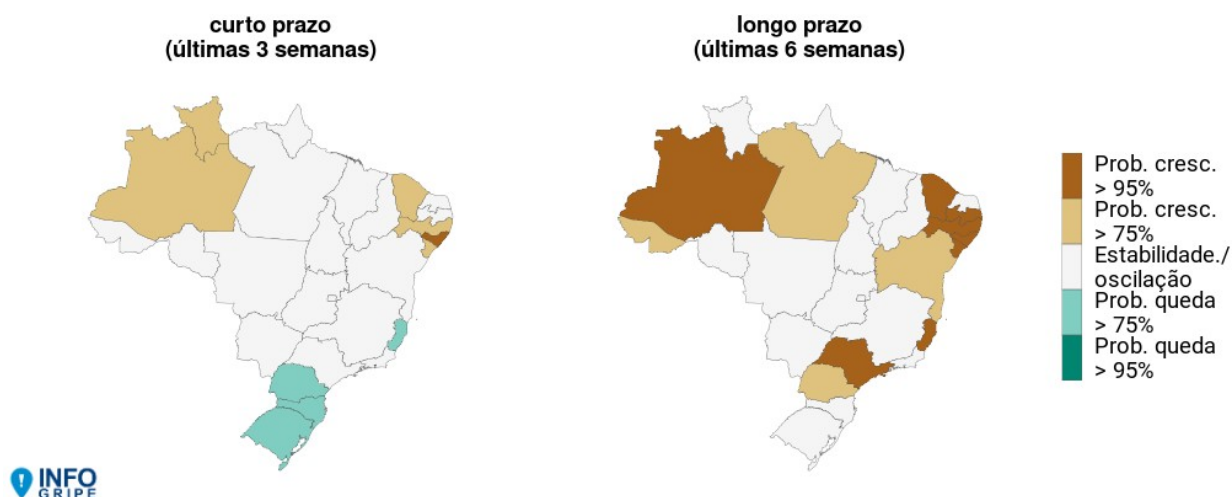 curto prazo
(últimas 3 semanas)
longo prazo
(últimas 6 semanas)
Prob. cresc.
> 95%
Prob. cresc.
> 75%
Estabilidade./
oscilação
Prob. queda
> 75%
Prob. queda
> 95%
INFO
GRIPE